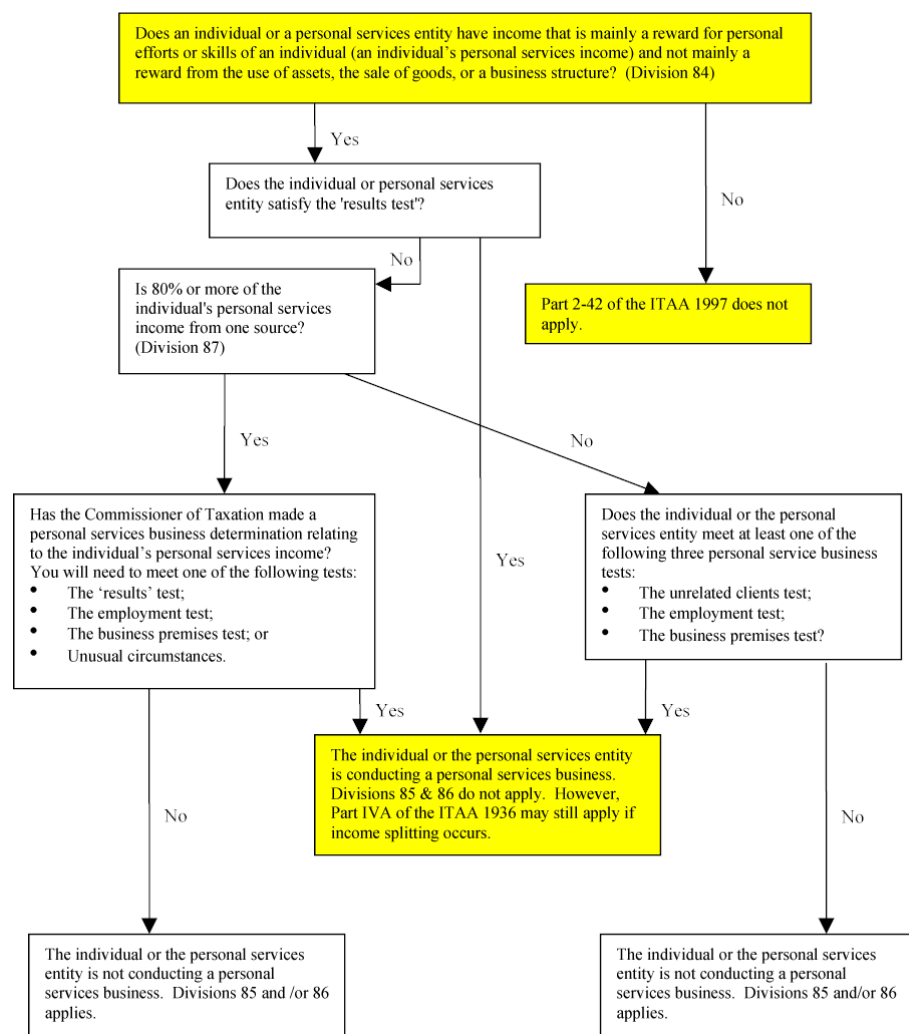 Does an individual or a personal services entity have income that is mainly a reward for personal
efforts or skills of an individual (an individual’s personal services income) and not mainly a
reward from the use of assets, the sale of goods, or a business structure?  (Division 84)
Yes
No
Does the individual or personal services
entity satisfy the 'results test'?
No
Is 80% or more of the
individual's personal services
income from one source?
(Division 87)
Part 2-42 of the ITAA 1997 does not
apply.
Yes
No
Yes
Has the Commissioner of Taxation made a
personal services business determination relating
to the individual’s personal services income?
You will need to meet one of the following tests:
• The ‘results’ test;
• The employment test;
• The business premises test; or
• Unusual circumstances.
Does the individual or the personal services
entity meet at least one of the
following three personal service business
tests:
• The unrelated clients test;
• The employment test;
• The business premises test?
Yes
Yes
The individual or the personal services entity
is conducting a personal services business.
Divisions 85 & 86 do not apply.  However,
Part IVA of the ITAA 1936 may still apply if
income splitting occurs.
No
No
The individual or the personal services
entity is not conducting a personal
services business.  Divisions 85 and /or 86
applies.
The individual or the personal services
entity is not conducting a personal
services business.  Divisions 85 and/or 86
applies.